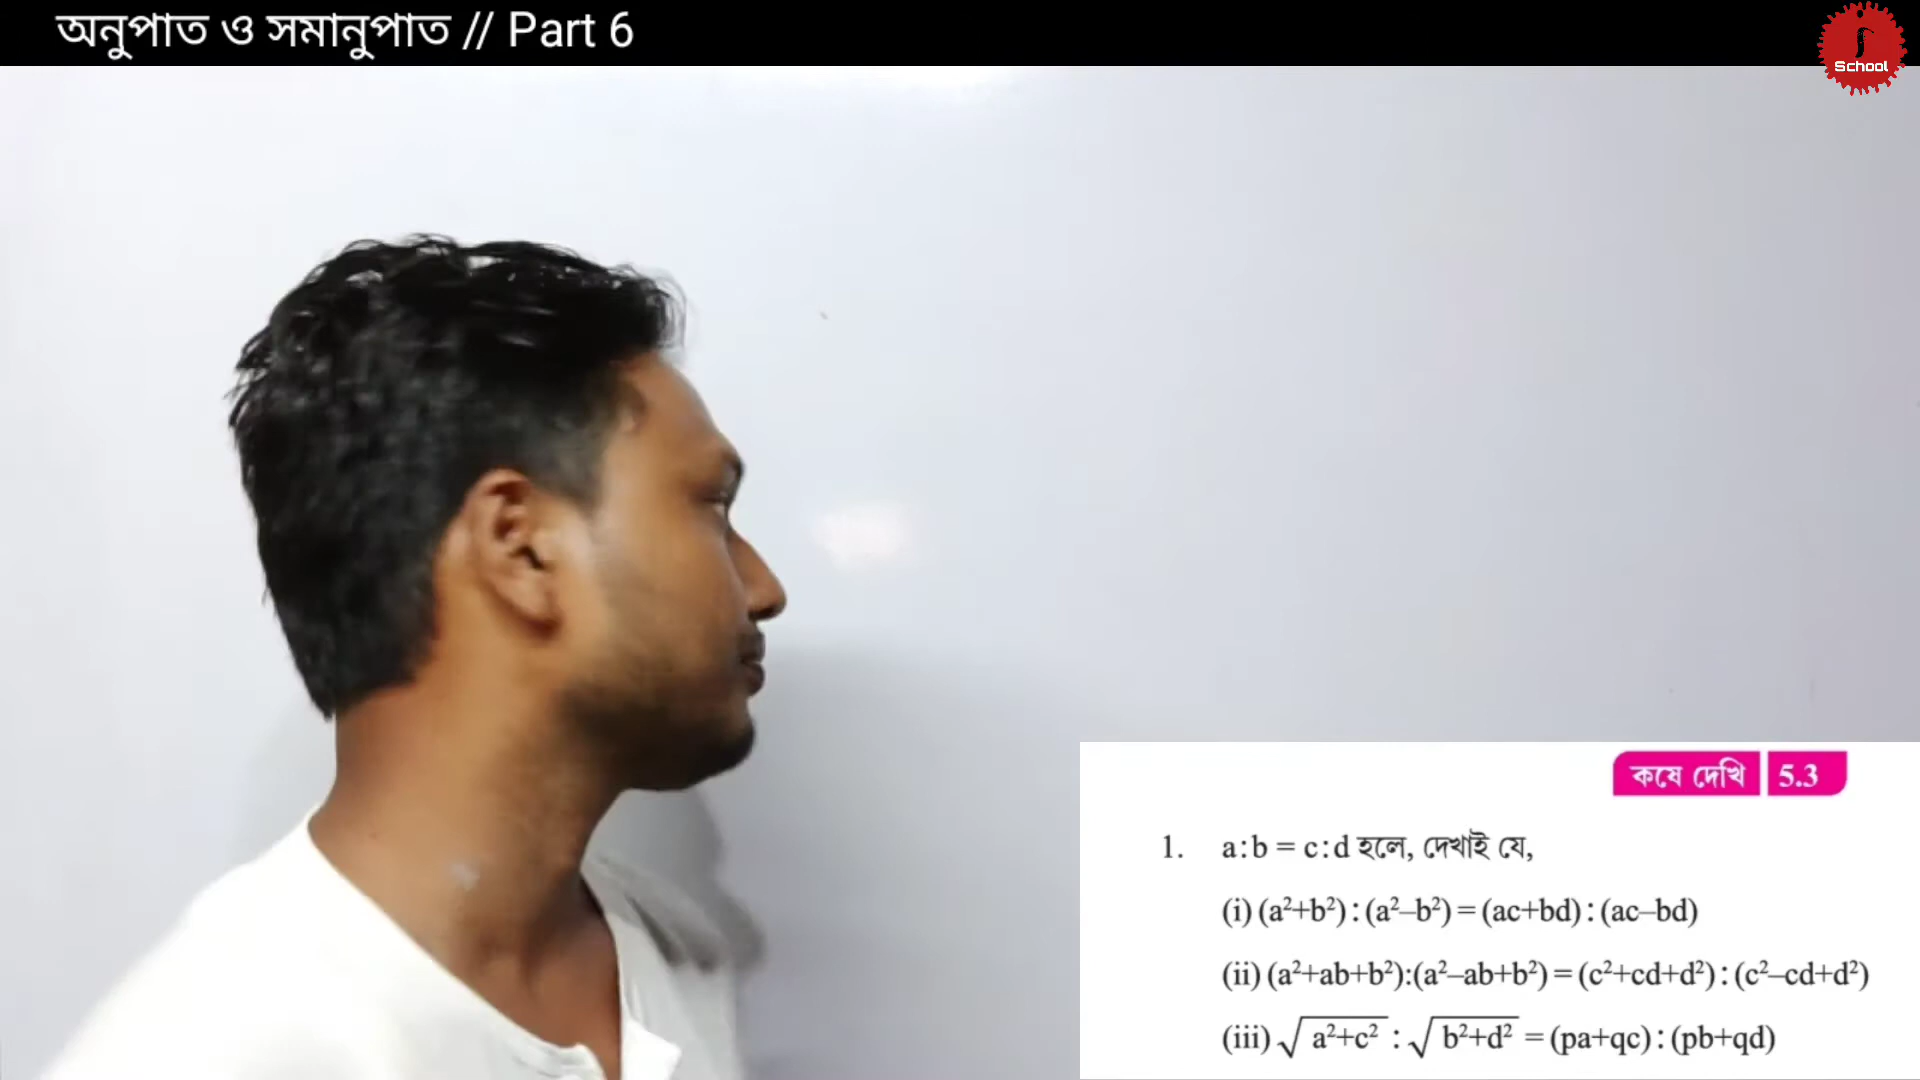 অনুপাত ও সমানুপাত // Part 6
School
কষে দেখি 5.3
1. a:b = c:d হলে, দেখাই যে,
(i) (a²+b²) : (a²–b²) = (ac+bd) : (ac–bd)
(ii) (a²+ab+b²):(a²–ab+b²) = (c²+cd+d²) : (c²–cd+d²)
(iii) √a²+c² : √b²+d² = (pa+qc) : (pb+qd)